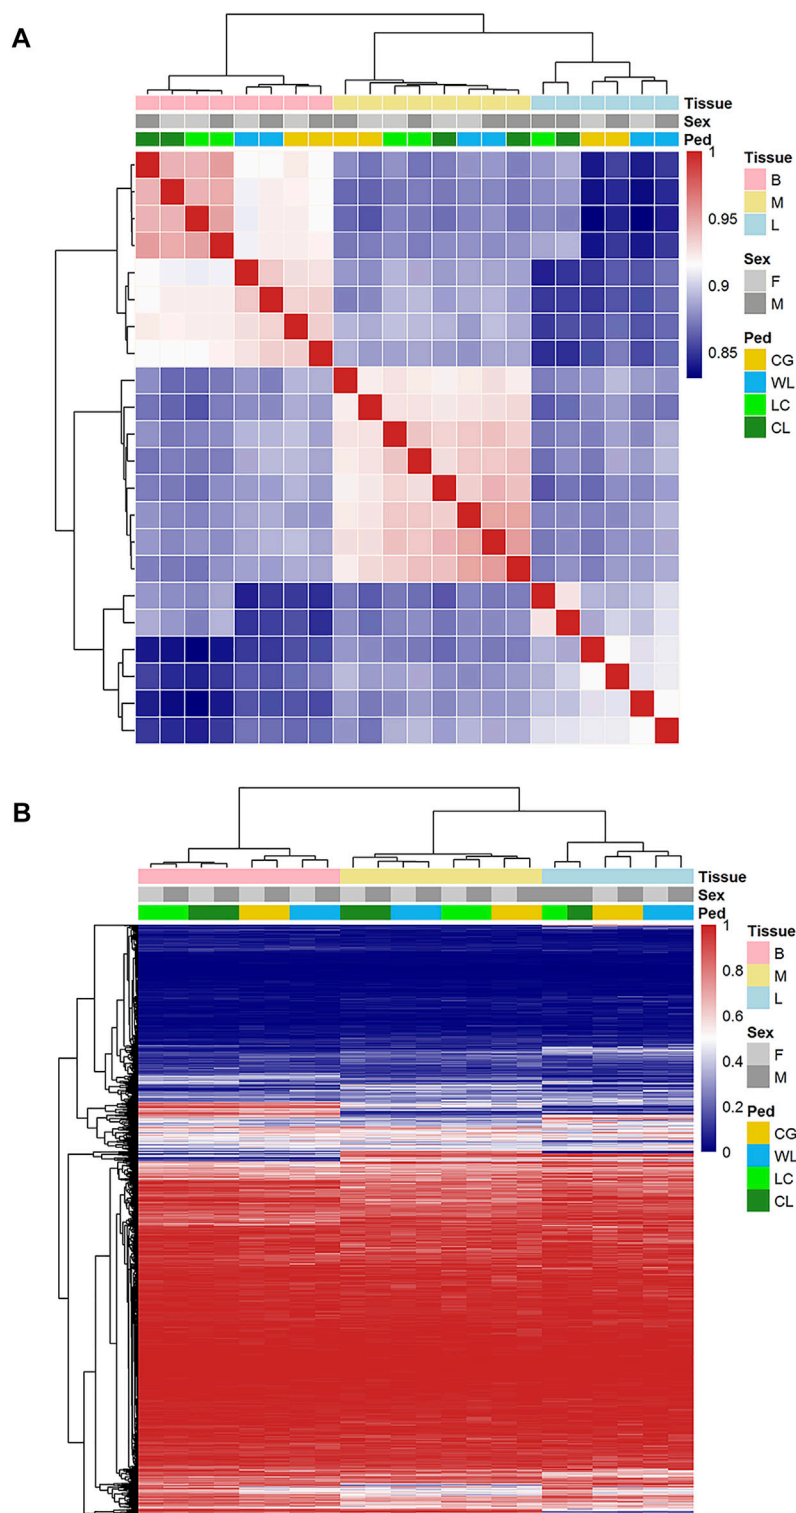 A
Tissue
Sex
Ped
1
0.95
0.9
0.85
Tissue
B
M
L
Sex
F
M
Ped
CG
WL
LC
CL
B
Tissue
Sex
Ped
1
0.8
0.6
0.4
0.2
0
Tissue
B
M
L
Sex
F
M
Ped
CG
WL
LC
CL